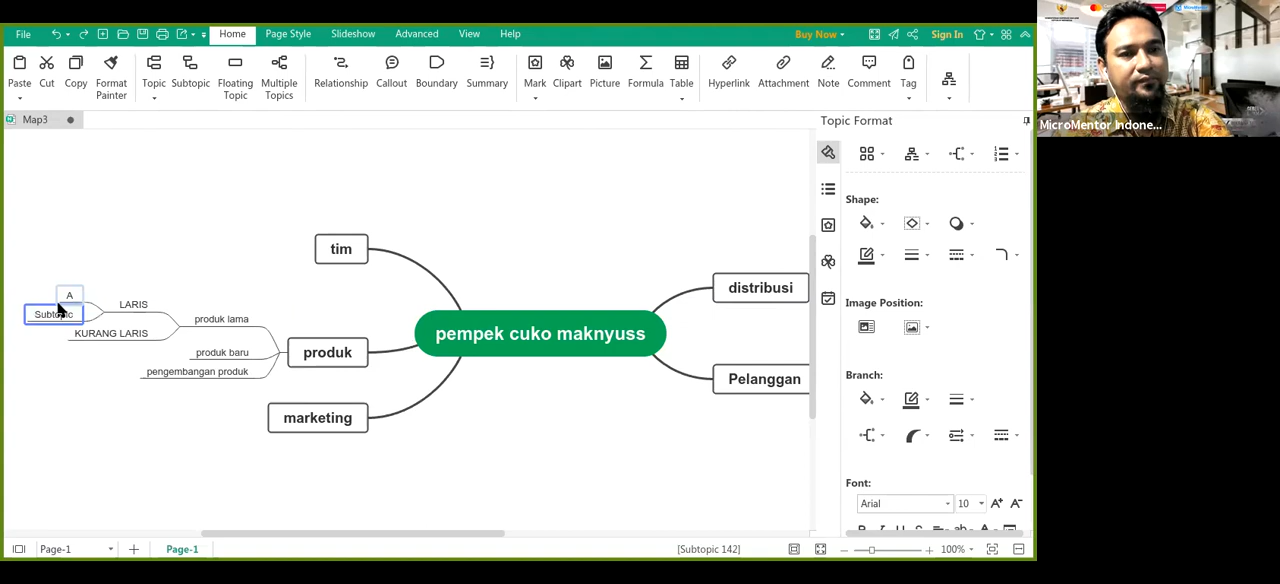 File Home Page Style Slideshow Advanced View Help Buy Now Sign In
Paste Cut Copy Format Painter Topic Subtopic Floating Topic Multiple Topics Relationship Callout Boundary Summary Mark Clipart Picture Formula Table Hyperlink Attachment Note Comment Tag
Map3
Topic Format
MicroMentor Indone...
Shape:
tim
distribusi
A
LARIS
KURANG LARIS
produk lama
produk baru
pengembangan produk
produk
pempek cuko maknyuss
Pelanggan
marketing
Image Position:
Branch:
Font:
Arial 10 A+ A-
Page-1 Page-1 [Subtopic 142] 100%